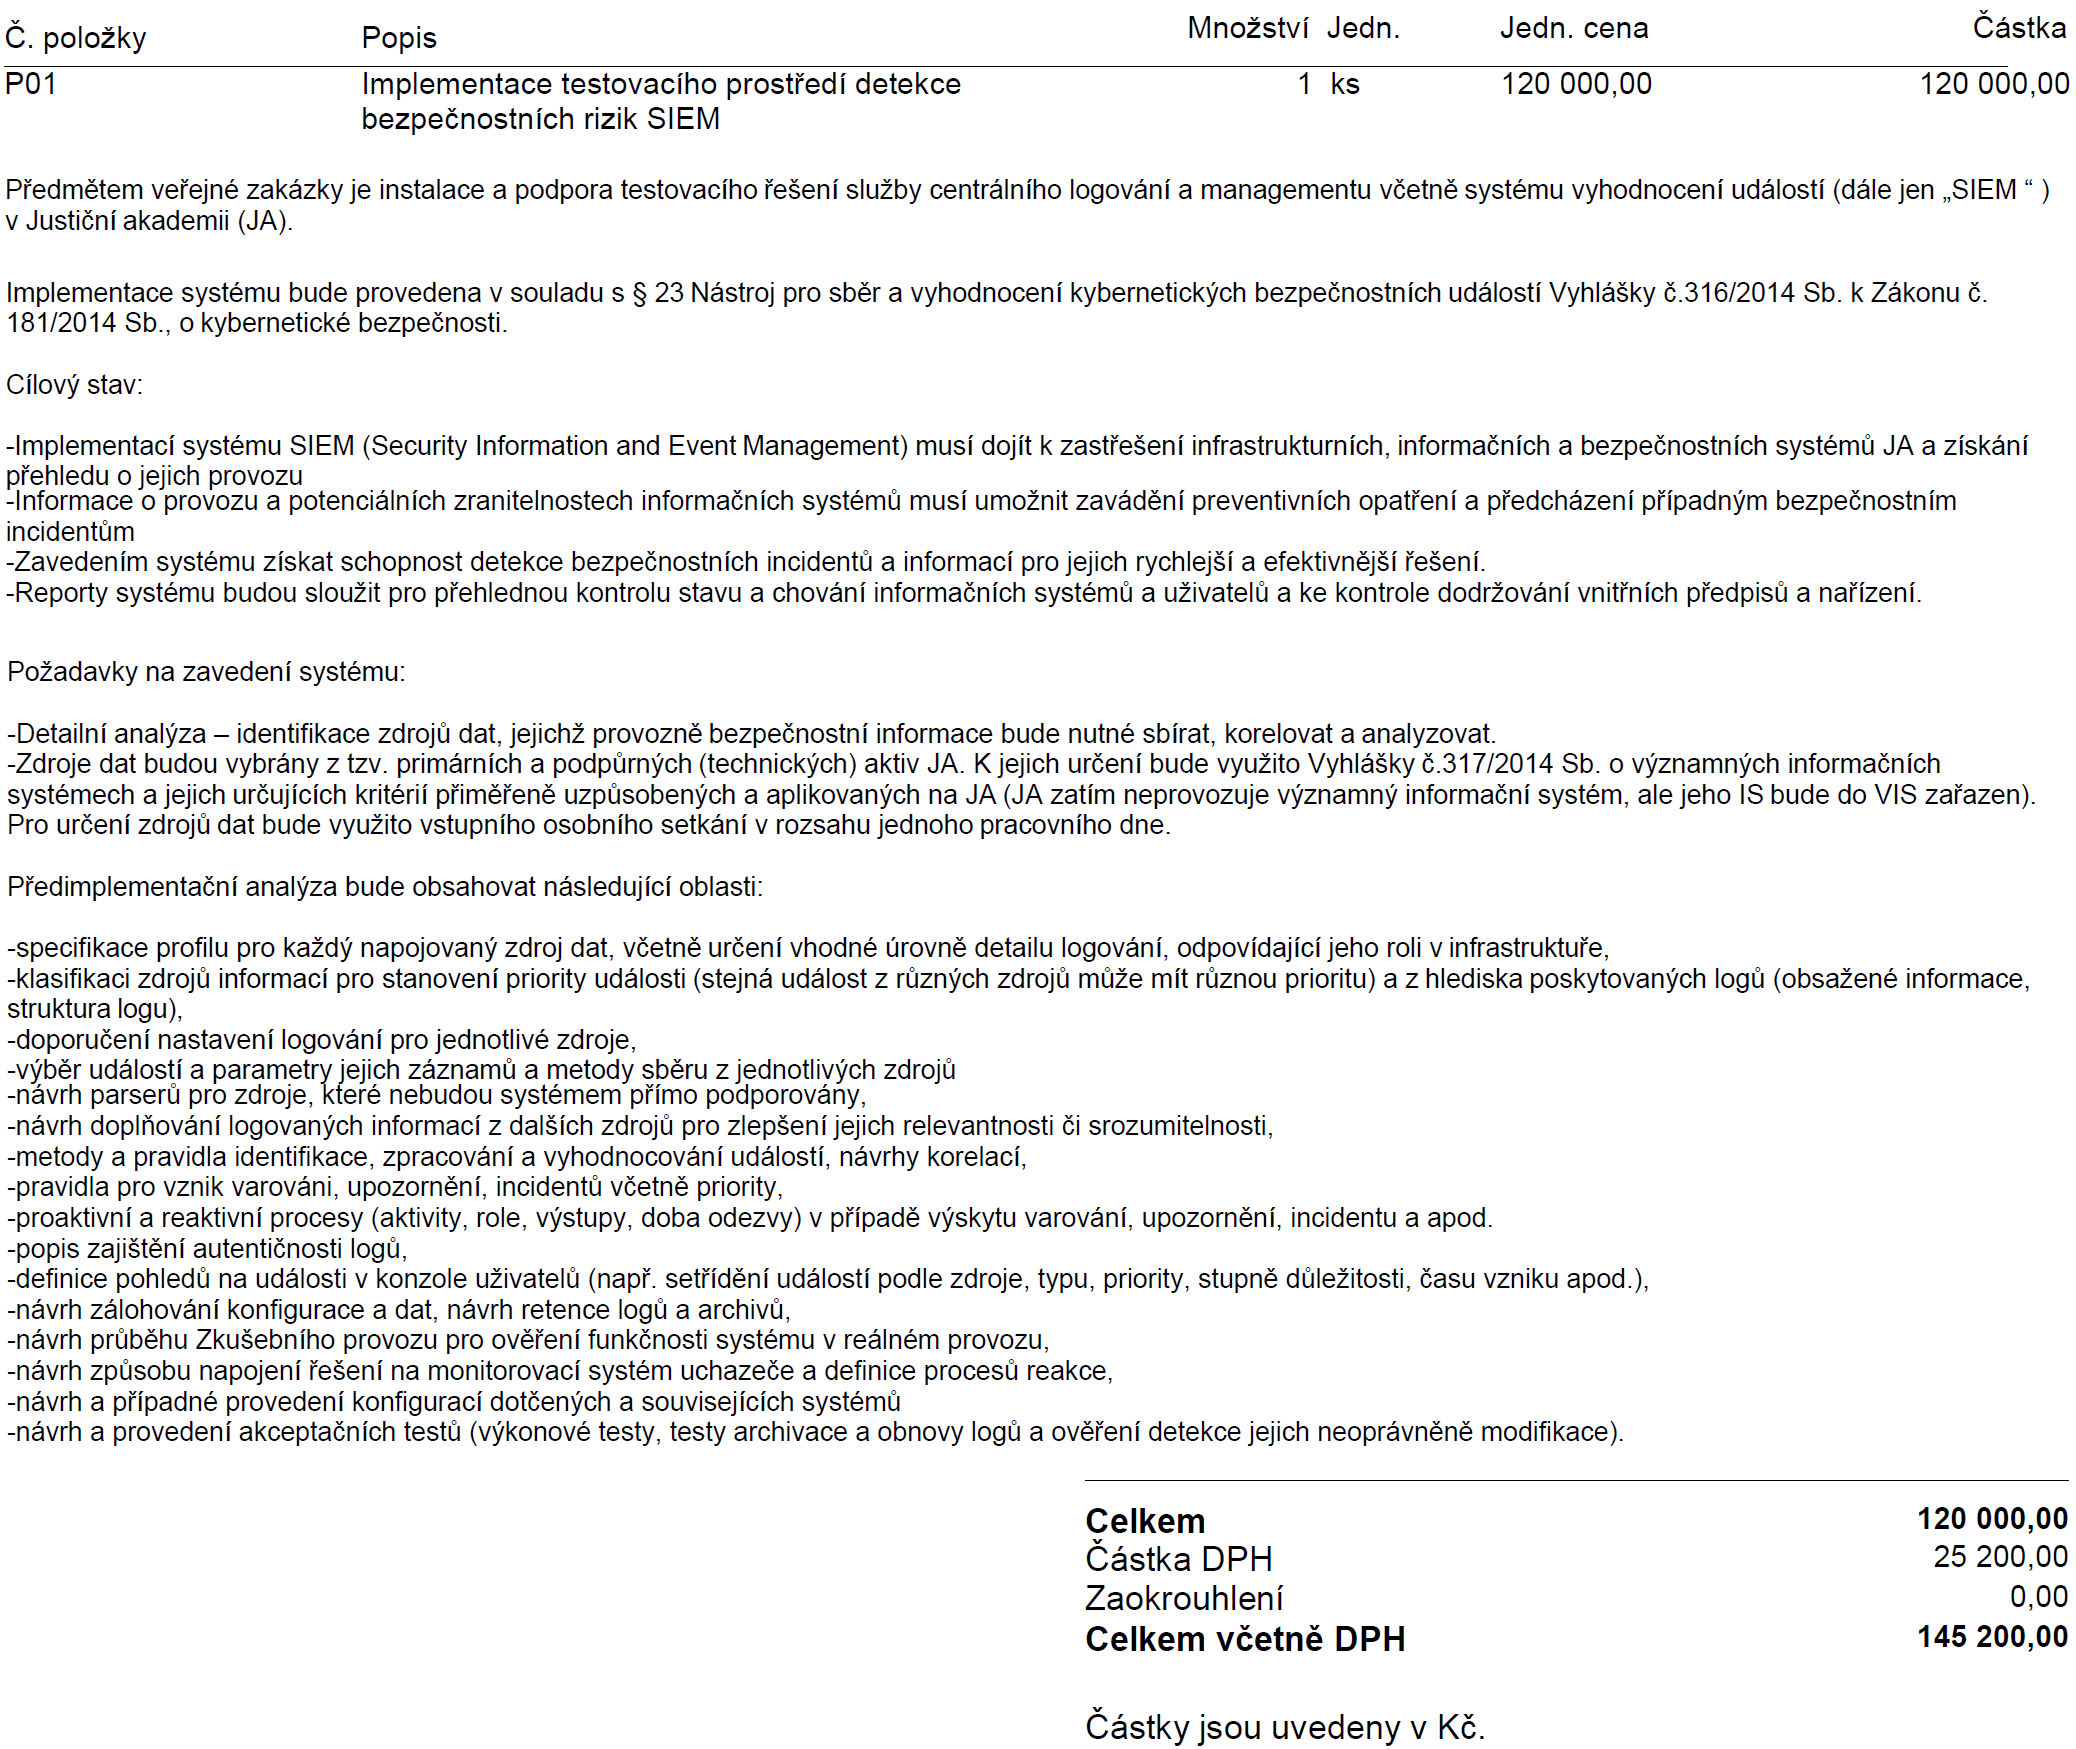 Č. položky Popis Množství Jedn. Jedn. cena Částka
P01 Implementace testovacího prostředí detekce 1 ks 120 000,00 120 000,00
bezpečnostních rizik SIEM
Předmětem veřejné zakázky je instalace a podpora testovacího řešení služby centrálního logování a managementu včetně systému vyhodnocení událostí (dále jen „SIEM “ )
v Justiční akademii (JA).
Implementace systému bude provedena v souladu s § 23 Nástroj pro sběr a vyhodnocení kybernetických bezpečnostních událostí Vyhlášky č.316/2014 Sb. k Zákonu č.
181/2014 Sb., o kybernetické bezpečnosti.
Cílový stav:
-Implementací systému SIEM (Security Information and Event Management) musí dojít k zastřešení infrastrukturních, informačních a bezpečnostních systémů JA a získání
přehledu o jejich provozu
-Informace o provozu a potenciálních zranitelnostech informačních systémů musí umožnit zavádění preventivních opatření a předcházení případným bezpečnostním
incidentům
-Zavedením systému získat schopnost detekce bezpečnostních incidentů a informací pro jejich rychlejší a efektivnější řešení.
-Reporty systému budou sloužit pro přehlednou kontrolu stavu a chování informačních systémů a uživatelů a ke kontrole dodržování vnitřních předpisů a nařízení.
Požadavky na zavedení systému:
-Detailní analýza – identifikace zdrojů dat, jejichž provozně bezpečnostní informace bude nutné sbírat, korelovat a analyzovat.
-Zdroje dat budou vybrány z tzv. primárních a podpůrných (technických) aktiv JA. K jejich určení bude využito Vyhlášky č.317/2014 Sb. o významných informačních
systémech a jejich určujících kritérií přiměřeně uzpůsobených a aplikovaných na JA (JA zatím neprovozuje významný informační systém, ale jeho IS bude do VIS zařazen).
Pro určení zdrojů dat bude využito vstupního osobního setkání v rozsahu jednoho pracovního dne.
Předimplementační analýza bude obsahovat následující oblasti:
-specifikace profilu pro každý napojovaný zdroj dat, včetně určení vhodné úrovně detailu logování, odpovídající jeho roli v infrastruktuře,
-klasifikaci zdrojů informací pro stanovení priority události (stejná událost z různých zdrojů může mít různou prioritu) a z hlediska poskytovaných logů (obsažené informace,
struktura logu),
-doporučení nastavení logování pro jednotlivé zdroje,
-výběr událostí a parametry jejich záznamů a metody sběru z jednotlivých zdrojů
-návrh parserů pro zdroje, které nebudou systémem přímo podporovány,
-návrh doplňování logovaných informací z dalších zdrojů pro zlepšení jejich relevantnosti či srozumitelnosti,
-metody a pravidla identifikace, zpracování a vyhodnocování událostí, návrhy korelací,
-pravidla pro vznik varováni, upozornění, incidentů včetně priority,
-proaktivní a reaktivní procesy (aktivity, role, výstupy, doba odezvy) v případě výskytu varování, upozornění, incidentu a apod.
-popis zajištění autentičnosti logů,
-definice pohledů na události v konzole uživatelů (např. setřídění událostí podle zdroje, typu, priority, stupně důležitosti, času vzniku apod.),
-návrh zálohování konfigurace a dat, návrh retence logů a archivů,
-návrh průběhu Zkušebního provozu pro ověření funkčnosti systému v reálném provozu,
-návrh způsobu napojení řešení na monitorovací systém uchazeče a definice procesů reakce,
-návrh a případné provedení konfigurací dotčených a souvisejících systémů
-návrh a provedení akceptačních testů (výkonové testy, testy archivace a obnovy logů a ověření detekce jejich neoprávněně modifikace).
Celkem 120 000,00
Částka DPH 25 200,00
Zaokrouhlení 0,00
Celkem včetně DPH 145 200,00
Částky jsou uvedeny v Kč.